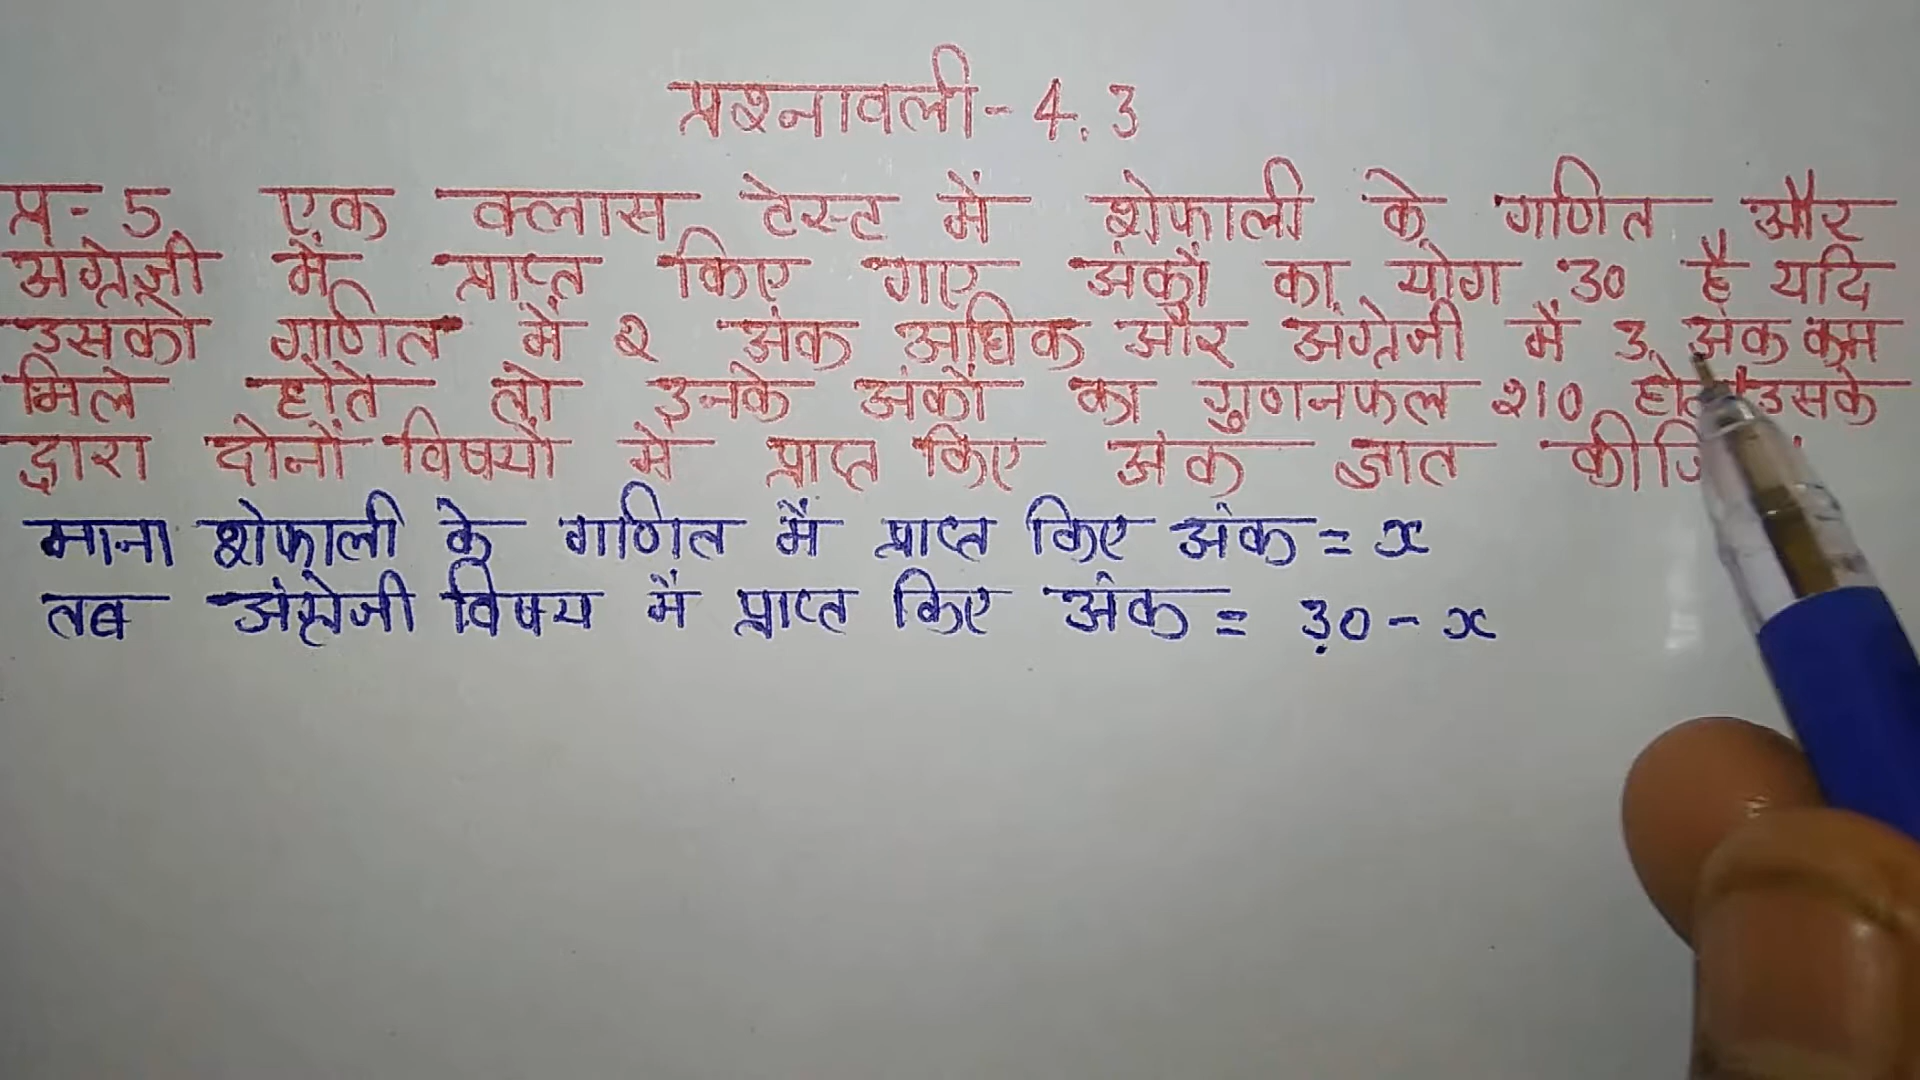 प्रश्नावली - 4.3
प्र- 5 एक क्लास टेस्ट में शेफाली के गणित और
अंग्रेज़ी में प्राप्त किए गए अंकों का योग 30 है यदि
उसको गणित में 2 अंक अधिक और अंग्रेजी में 3 अंक कम
मिले होते तो उनके अंकों का गुणनफल 210 उसके
द्वारा दोनों विषयों में प्राप्त किए अंक ज्ञात
माना शेफाली के गणित में प्राप्त किए अंक = x
तब अंग्रेजी विषय में प्राप्त किए अंक = 30 - x